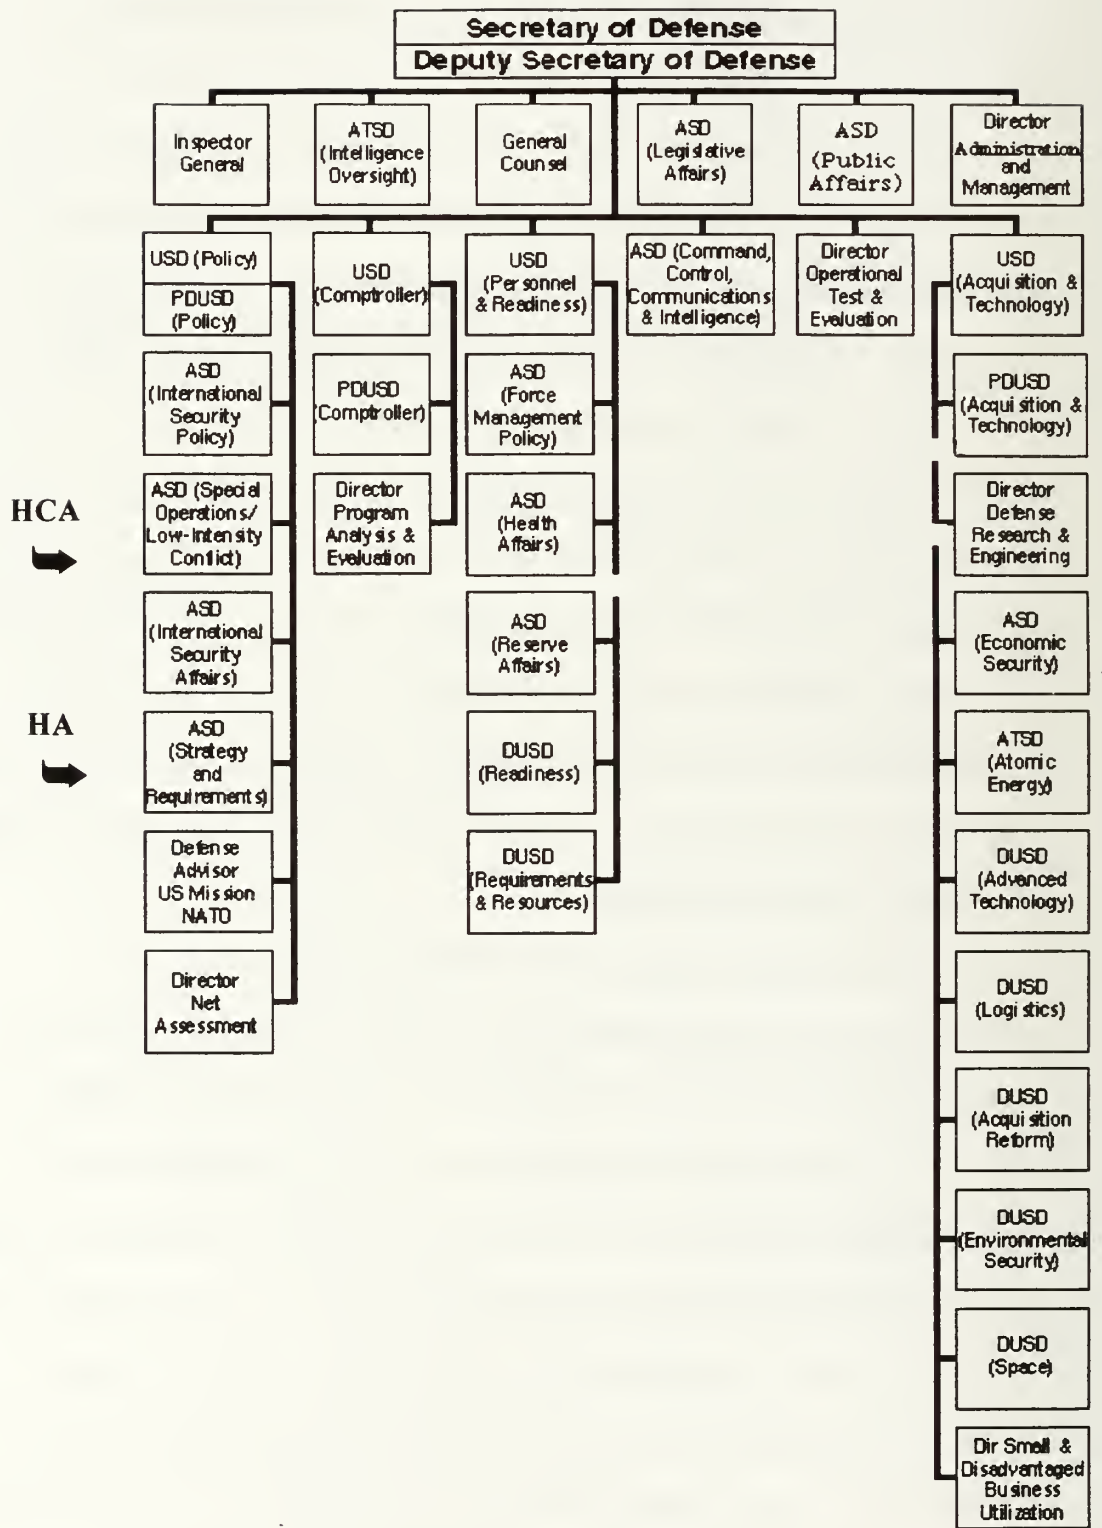 Secretary of Defense
Deputy Secretary of Defense
Inspector
General
ATSD
(Intelligence
Oversight)
General
Counsel
ASD
(Legislative
Affairs)
ASD
(Public
Affairs)
Director
Administration
and
Management
USD (Policy)
PDUSD
(Policy)
USD
(Comptroller)
USD
(Personnel
& Readiness)
ASD (Command,
Control,
Communications
& Intelligence)
Director
Operational
Test &
Evaluation
USD
(Acquisition &
Technology)
ASD
(International
Security
Policy)
PDUSD
(Comptroller)
ASD
(Force
Management
Policy)
PDUSD
(Acquisition &
Technology)
HCA
ASD (Special
Operations/
Low-Intensity
Conflict)
Director
Program
Analysis &
Evaluation
ASD
(Health
Affairs)
Director
Defense
Research &
Engineering
ASD
(International
Security
Affairs)
ASD
(Reserve
Affairs)
ASD
(Economic
Security)
HA
ASD
(Strategy
and
Requirements)
DUSD
(Readiness)
ATSD
(Atomic
Energy)
Defense
Advisor
US Mission
NATO
DUSD
(Requirements
& Resources)
DUSD
(Advanced
Technology)
Director
Net
Assessment
DUSD
(Logistics)
DUSD
(Acquisition
Reform)
DUSD
(Environmental
Security)
DUSD
(Space)
Dir Small &
Disadvantaged
Business
Utilization